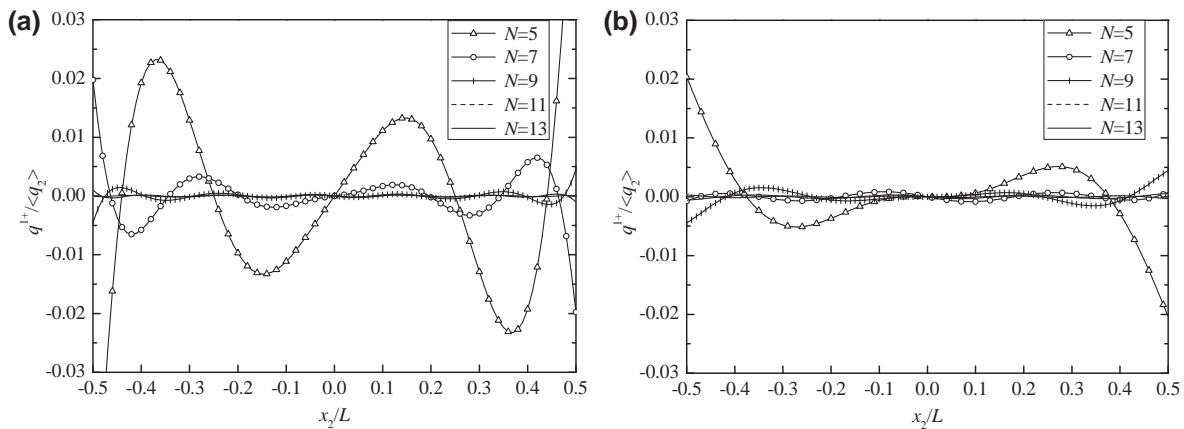 (a)
0.03
0.02
0.01
0.00
-0.01
-0.02
-0.03
q^{1+}/<q_2>
-0.5 -0.4 -0.3 -0.2 -0.1 0.0 0.1 0.2 0.3 0.4 0.5
x_2/L
N=5
N=7
N=9
N=11
N=13
(b)
0.03
0.02
0.01
0.00
-0.01
-0.02
-0.03
q^{1+}/<q_2>
-0.5 -0.4 -0.3 -0.2 -0.1 0.0 0.1 0.2 0.3 0.4 0.5
x_2/L
N=5
N=7
N=9
N=11
N=13